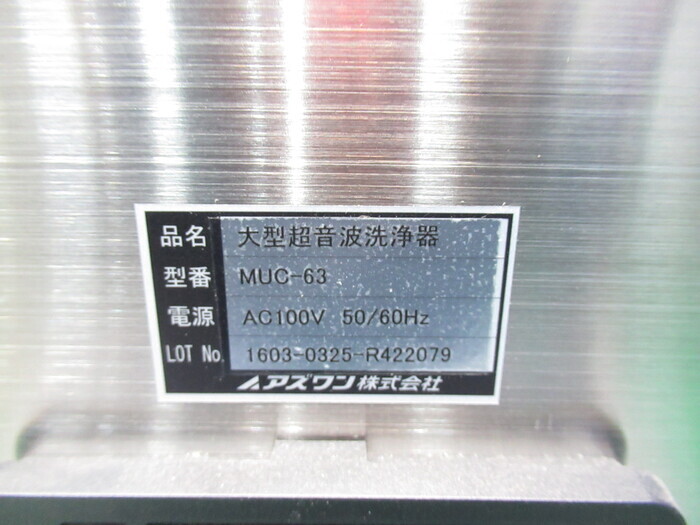 品名 大型超音波洗浄器
型番 MUC-63
電源 AC100V 50/60Hz
LOT No. 1603-0325-R422079
アズワン株式会社